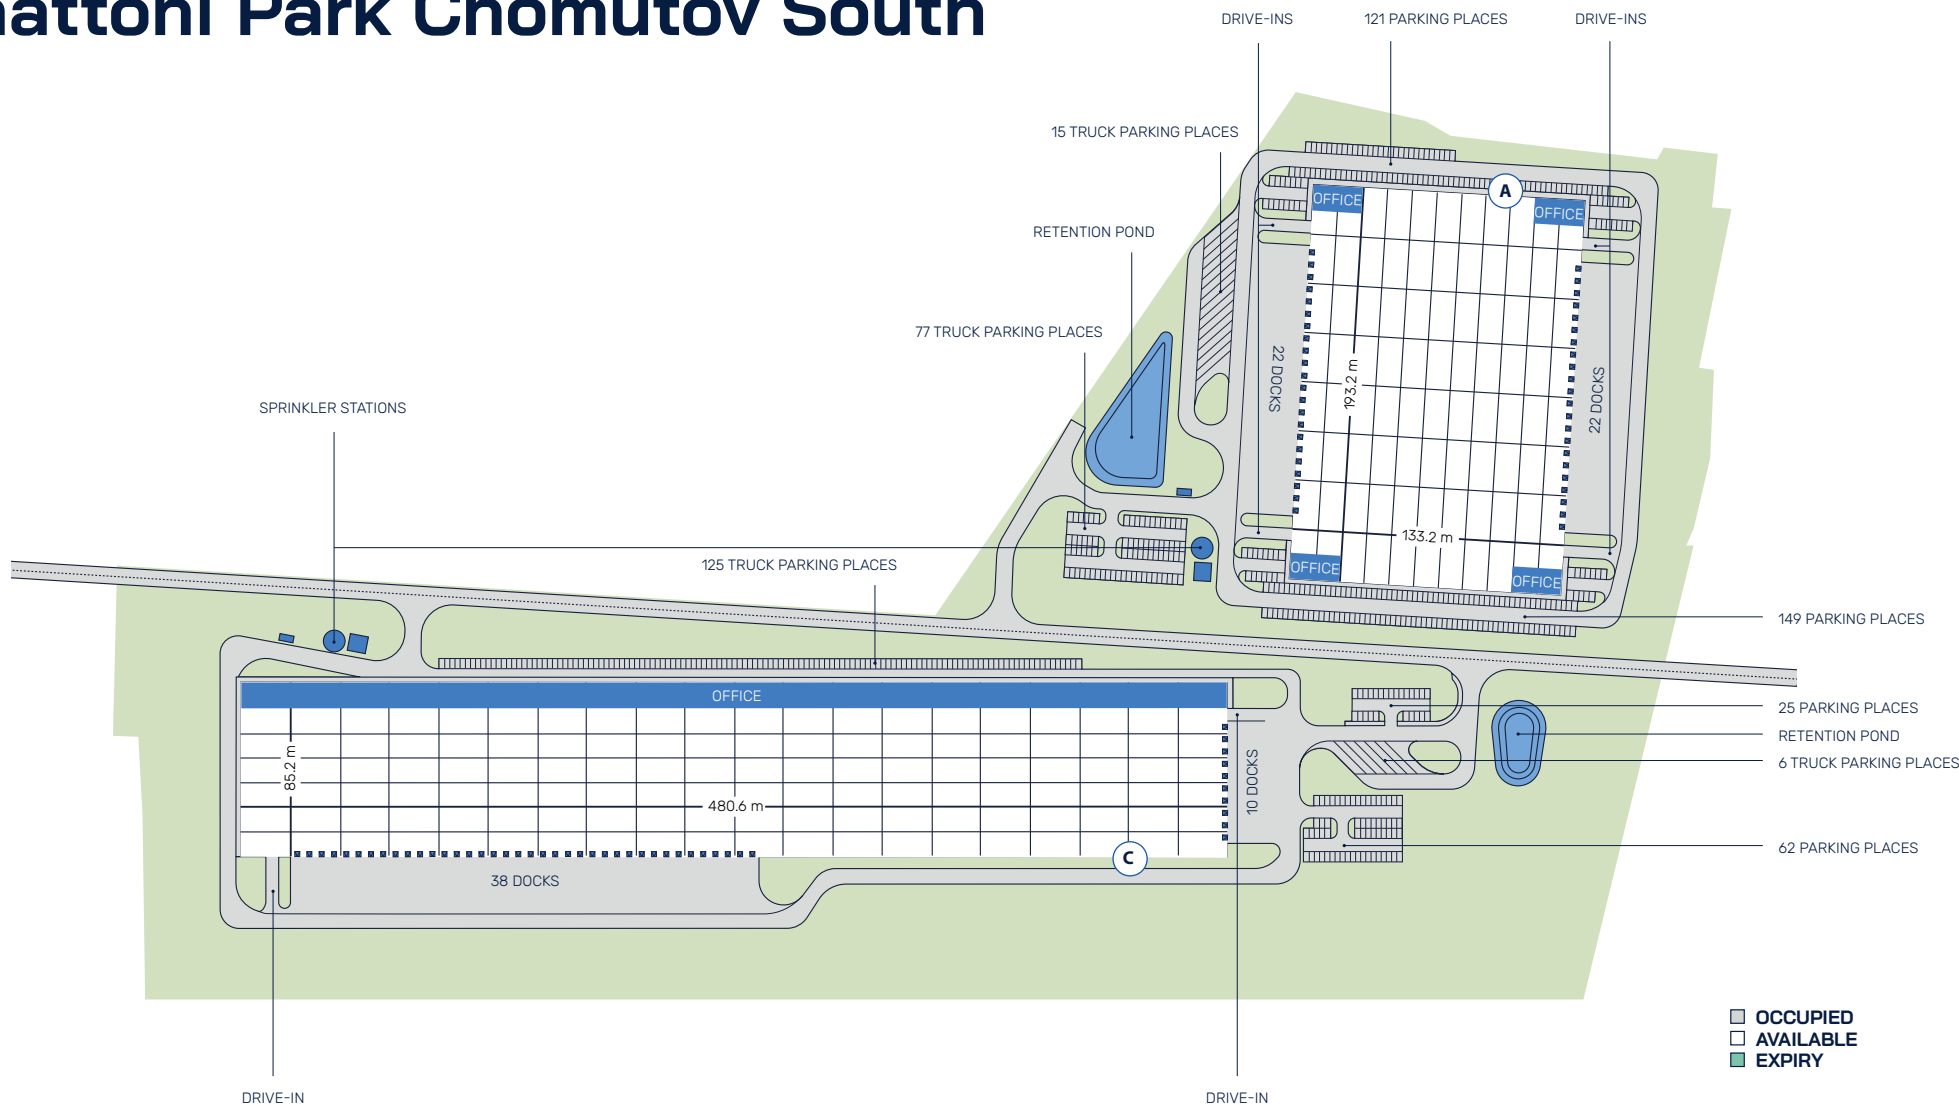 Park Chomutov South
DRIVE-INS
121 PARKING PLACES
DRIVE-INS
15 TRUCK PARKING PLACES
A
OFFICE
OFFICE
RETENTION POND
77 TRUCK PARKING PLACES
22 DOCKS
193.2 m
22 DOCKS
SPRINKLER STATIONS
133.2 m
125 TRUCK PARKING PLACES
OFFICE
OFFICE
149 PARKING PLACES
OFFICE
25 PARKING PLACES
RETENTION POND
85.2 m
10 DOCKS
6 TRUCK PARKING PLACES
480.6 m
62 PARKING PLACES
C
38 DOCKS
OCCUPIED
AVAILABLE
EXPIRY
DRIVE-IN
DRIVE-IN